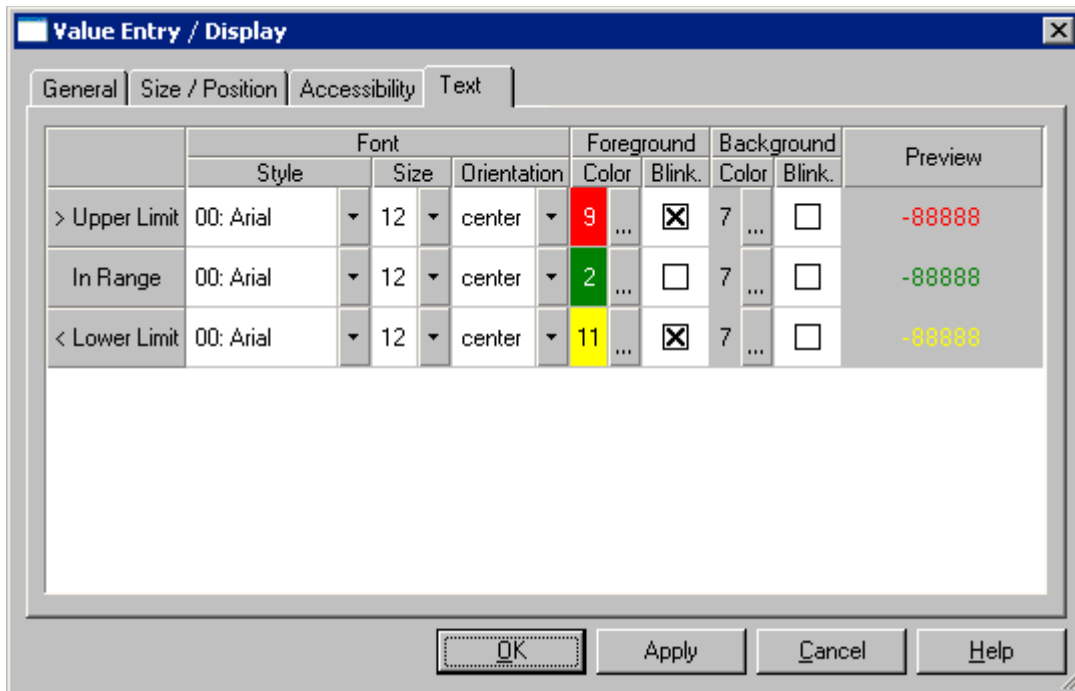 Value Entry / Display
General Size / Position Accessibility Text
Font Foreground Background Preview
Style Size Orientation Color Blink. Color Blink.
> Upper Limit 00: Arial 12 center 9 ... 7 ... -88888
In Range 00: Arial 12 center 2 ... 7 ... -88888
< Lower Limit 00: Arial 12 center 11 ... 7 ... -88888
OK Apply Cancel Help